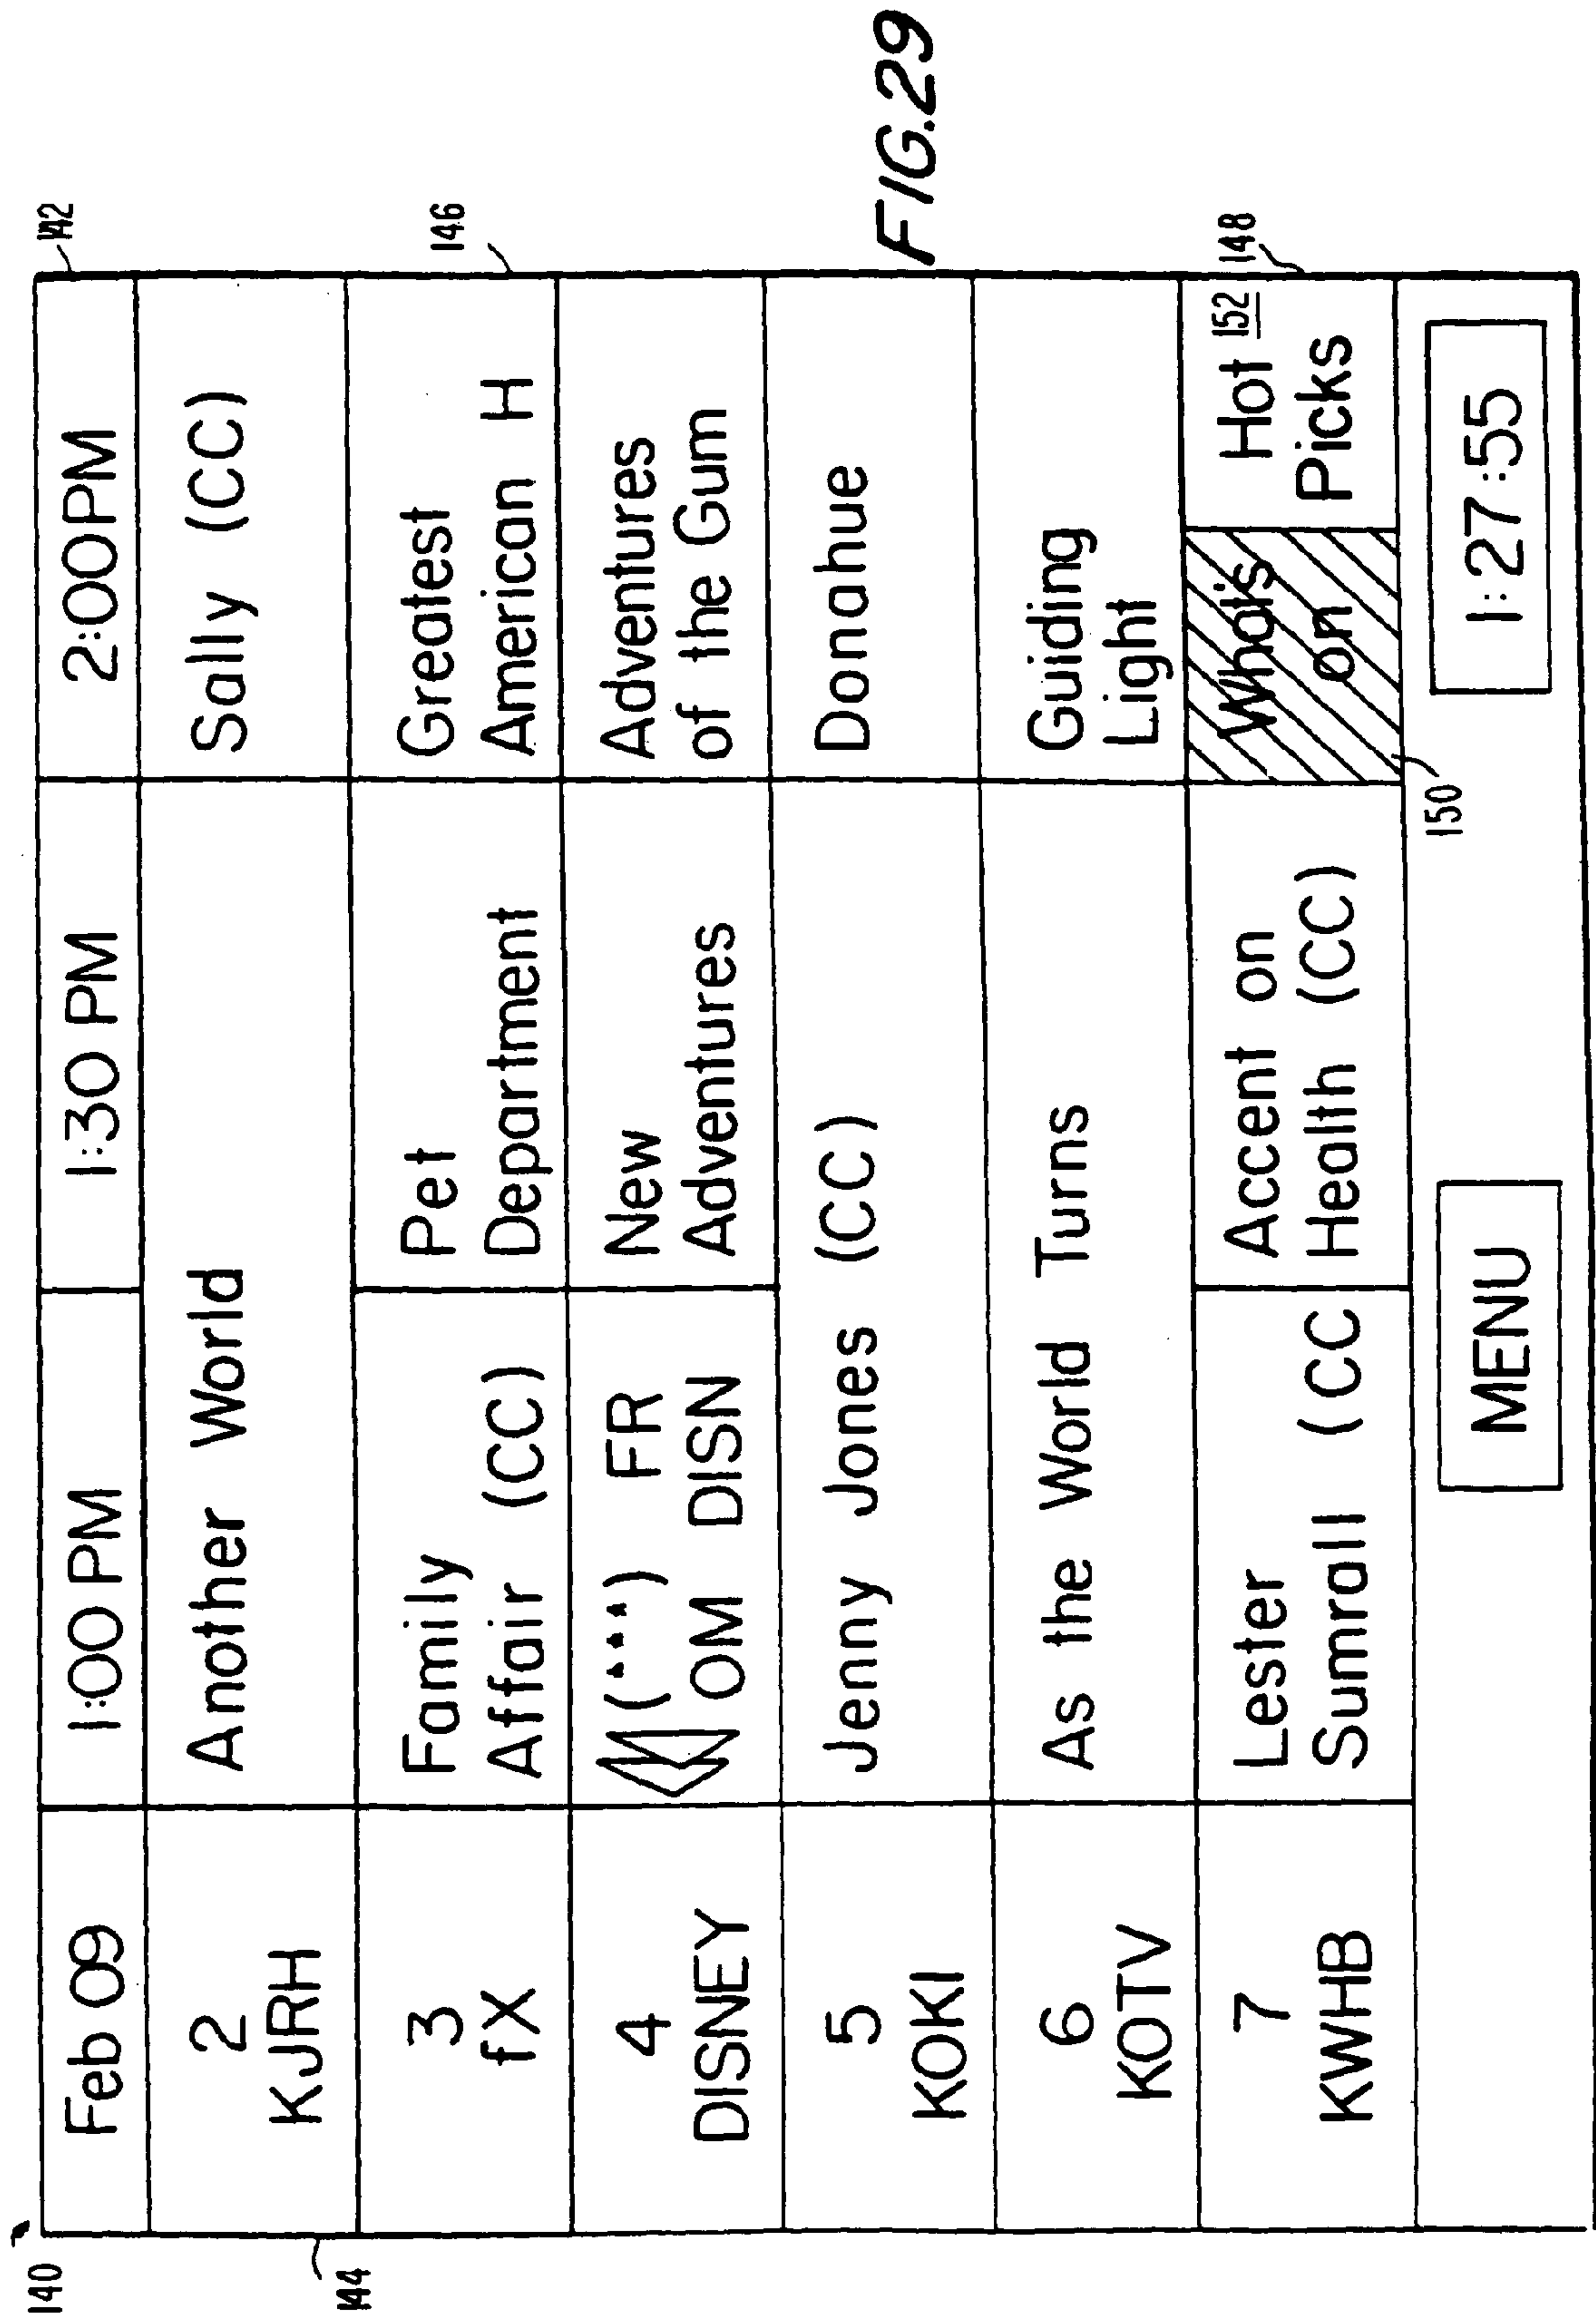 140
142
Feb 09
1:00 PM
1:30 PM
2:00PM
2
KJRH
Another World
Sally (CC)
144
3
fX
Family
Affair (CC)
Pet
Department
Greatest
American H
146
4
DISNEY
(***) FR
OM DISN
New
Adventures
Adventures
of the Gum
5
KOKI
Jenny Jones (CC)
Donahue
6
KOTV
As the World Turns
Guiding
Light
7
KWHB
Lester
Sumrall (CC
Accent on
Health (CC)
Who's
on
Hot 152
Picks
148
150
MENU
1:27:55
FIG.29